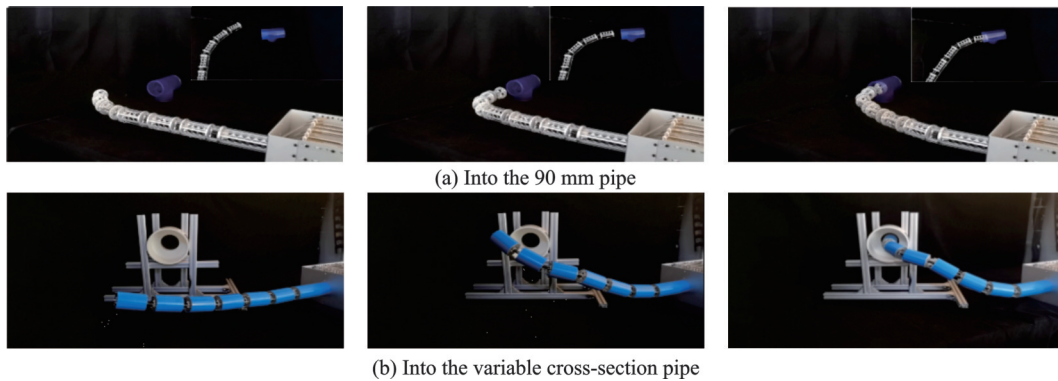 (a) Into the 90 mm pipe
(b) Into the variable cross-section pipe